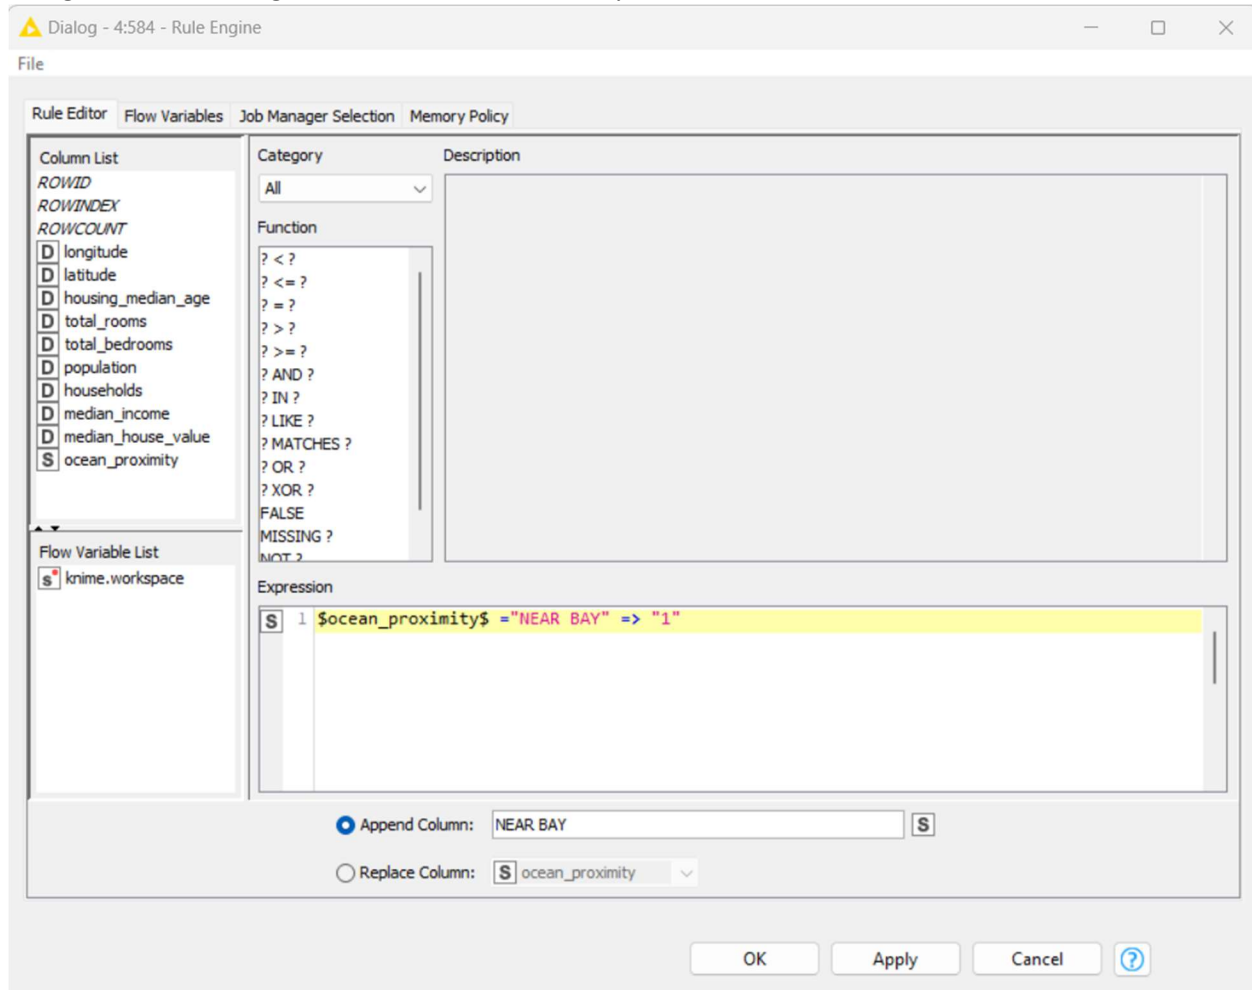 Dialog - 4:584 - Rule Engine
File
Rule Editor Flow Variables Job Manager Selection Memory Policy
Column List
ROWID
ROWINDEX
ROWCOUNT
D longitude
D latitude
D housing_median_age
D total_rooms
D total_bedrooms
D population
D households
D median_income
D median_house_value
S ocean_proximity
Flow Variable List
s knime.workspace
Category
All
Function
? < ?
? <= ?
? = ?
? > ?
? >= ?
? AND ?
? IN ?
? LIKE ?
? MATCHES ?
? OR ?
? XOR ?
FALSE
MISSING ?
NOT ?
Description
Expression
S 1 $ocean_proximity$ ="NEAR BAY" => "1"
Append Column: NEAR BAY S
Replace Column: S ocean_proximity
OK Apply Cancel ?